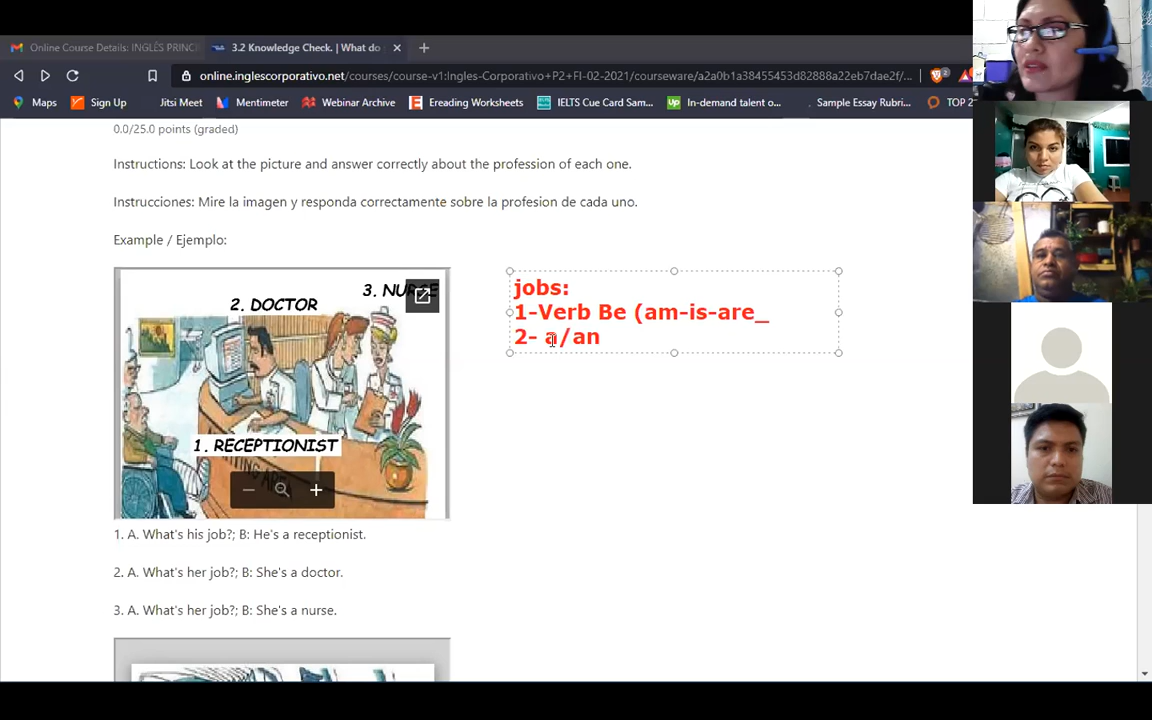 Online Course Details: INGLÉS PRINC
3.2 Knowledge Check. | What do
online.inglescorporativo.net/courses/course-v1:Ingles-Corporativo+P2+FI-02-2021/courseware/a2a0b1a38455453d82888a22eb7dae2f/...
2
Maps
Sign Up
Jitsi Meet
Mentimeter
Webinar Archive
Ereading Worksheets
IELTS Cue Card Sam...
In-demand talent o...
Sample Essay Rubri...
TOP 2
0.0/25.0 points (graded)
Instructions: Look at the picture and answer correctly about the profession of each one.
Instrucciones: Mire la imagen y responda correctamente sobre la profesion de cada uno.
Example / Ejemplo:
3. NURSE
2. DOCTOR
1. RECEPTIONIST
jobs:
1-Verb Be (am-is-are_
2- a/an
1. A. What's his job?; B: He's a receptionist.
2. A. What's her job?; B: She's a doctor.
3. A. What's her job?; B: She's a nurse.